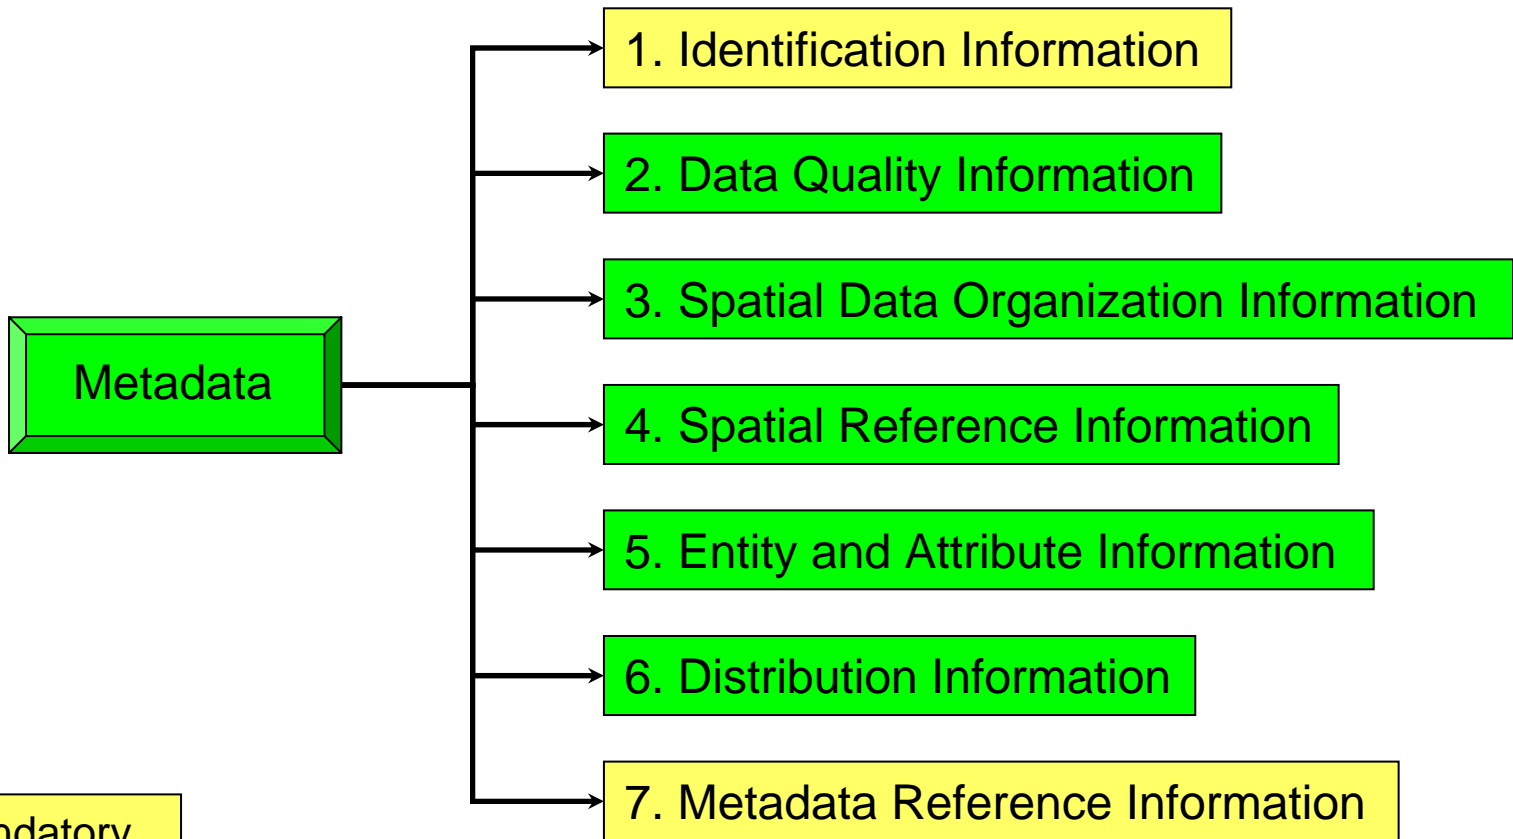 1. Identification Information
2. Data Quality Information
3. Spatial Data Organization Information
Metadata
4. Spatial Reference Information
5. Entity and Attribute Information
6. Distribution Information
7. Metadata Reference Information